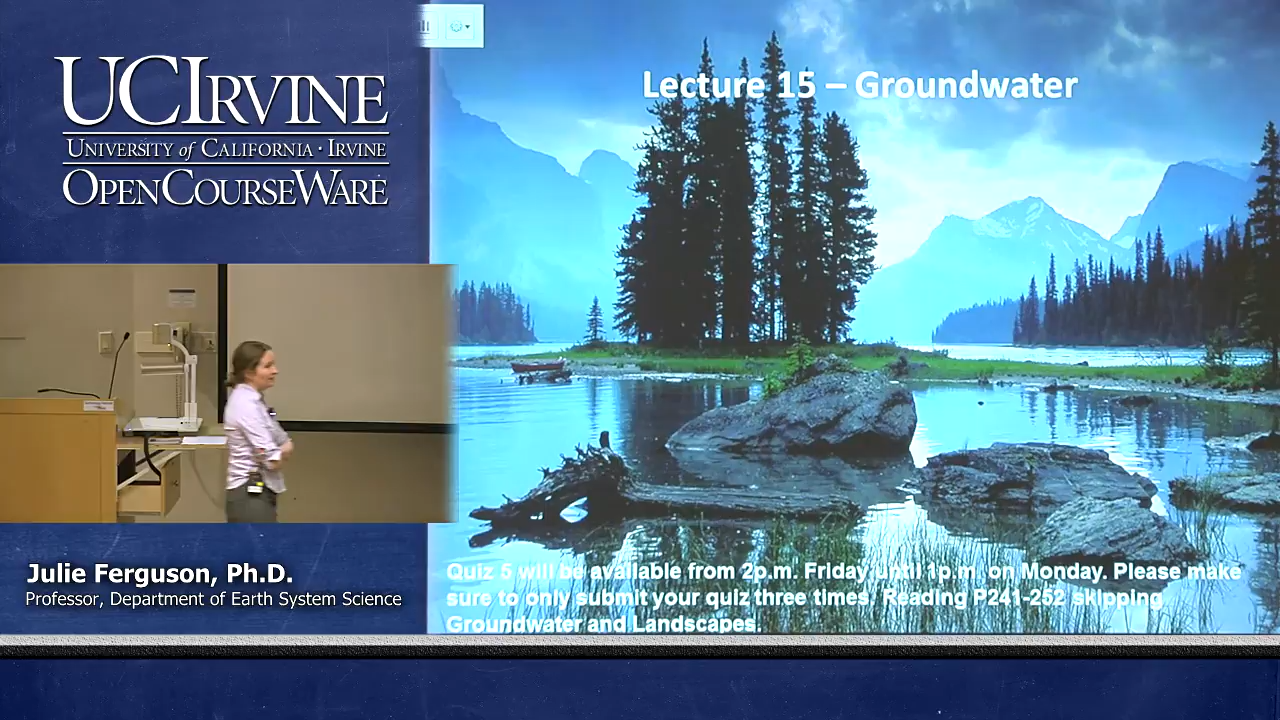 UCIRVINE
UNIVERSITY of CALIFORNIA · IRVINE
OPENCOURSEWARE
Lecture 15 – Groundwater
Julie Ferguson, Ph.D.
Professor, Department of Earth System Science
Quiz 5 will be available from 2p.m. Friday until 1p.m. on Monday. Please make
sure to only submit your quiz three times. Reading P241-252 skipping
Groundwater and Landscapes.